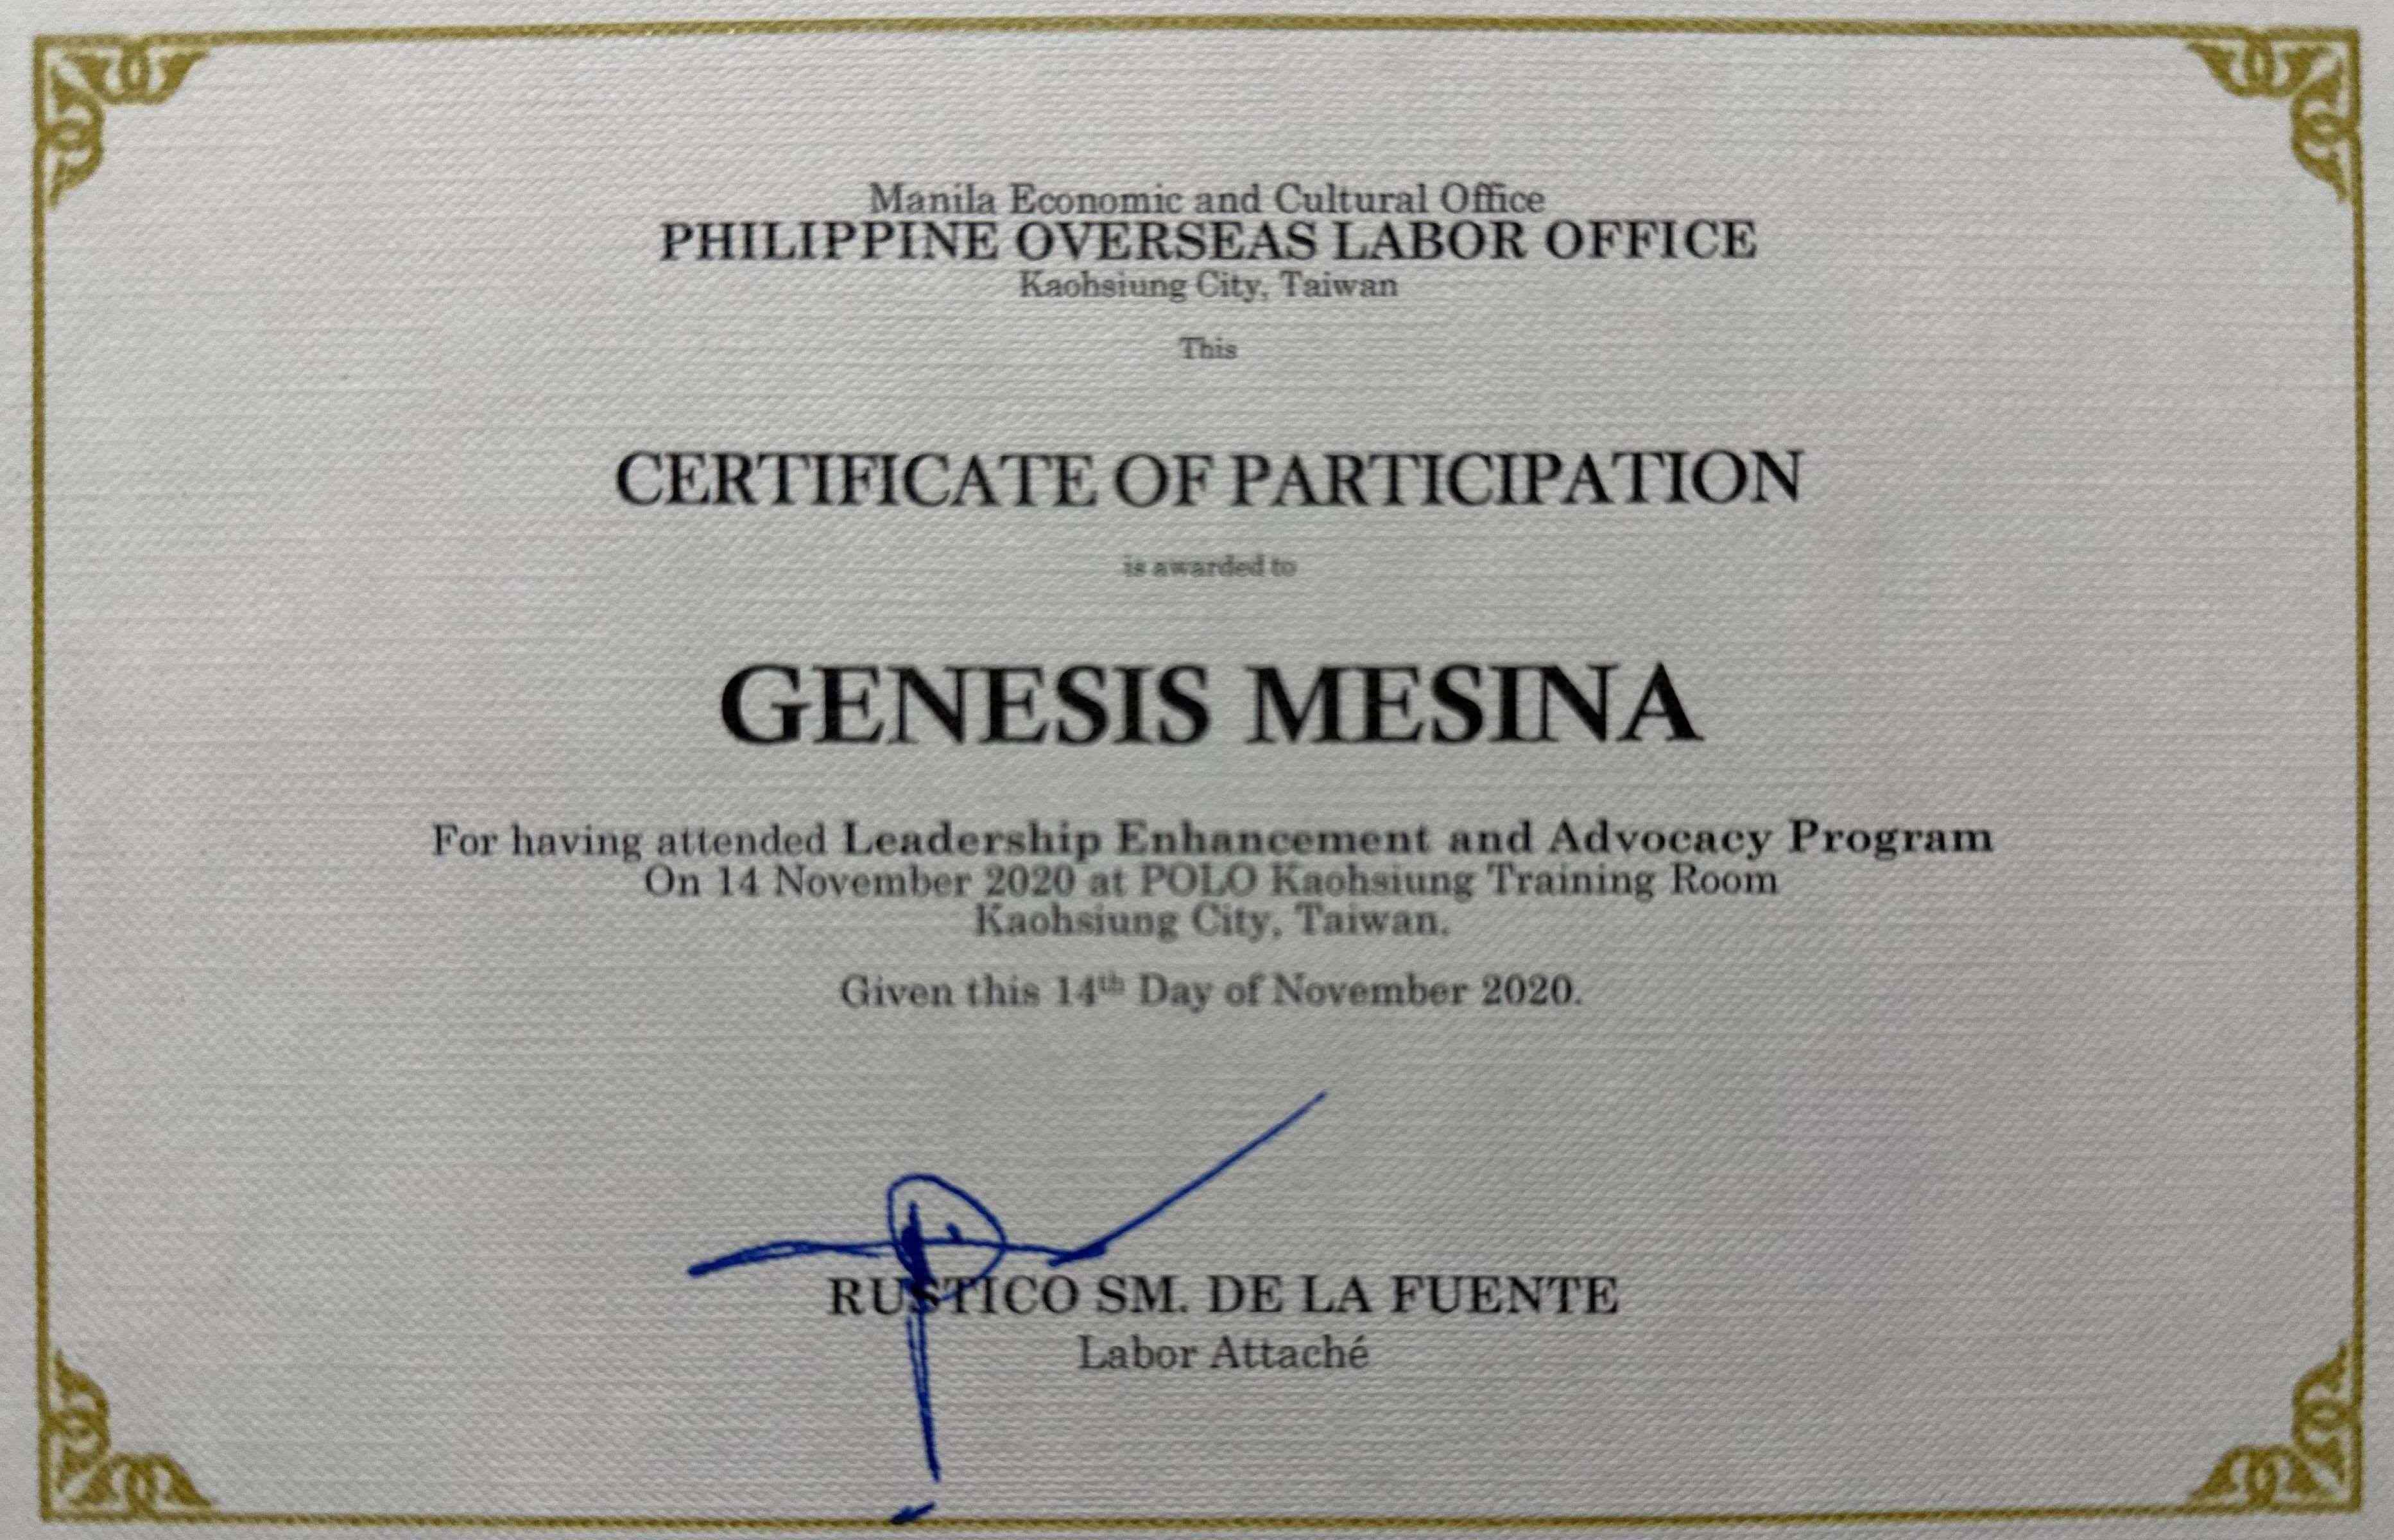 Manila Economic and Cultural Office
PHILIPPINE OVERSEAS LABOR OFFICE
Kaohsiung City, Taiwan
This
CERTIFICATE OF PARTICIPATION
is awarded to
GENESIS MESINA
For having attended Leadership Enhancement and Advocacy Program
On 14 November 2020 at POLO Kaohsiung Training Room
Kaohsiung City, Taiwan.
Given this 14th Day of November 2020.
RUSTICO SM. DE LA FUENTE
Labor Attaché